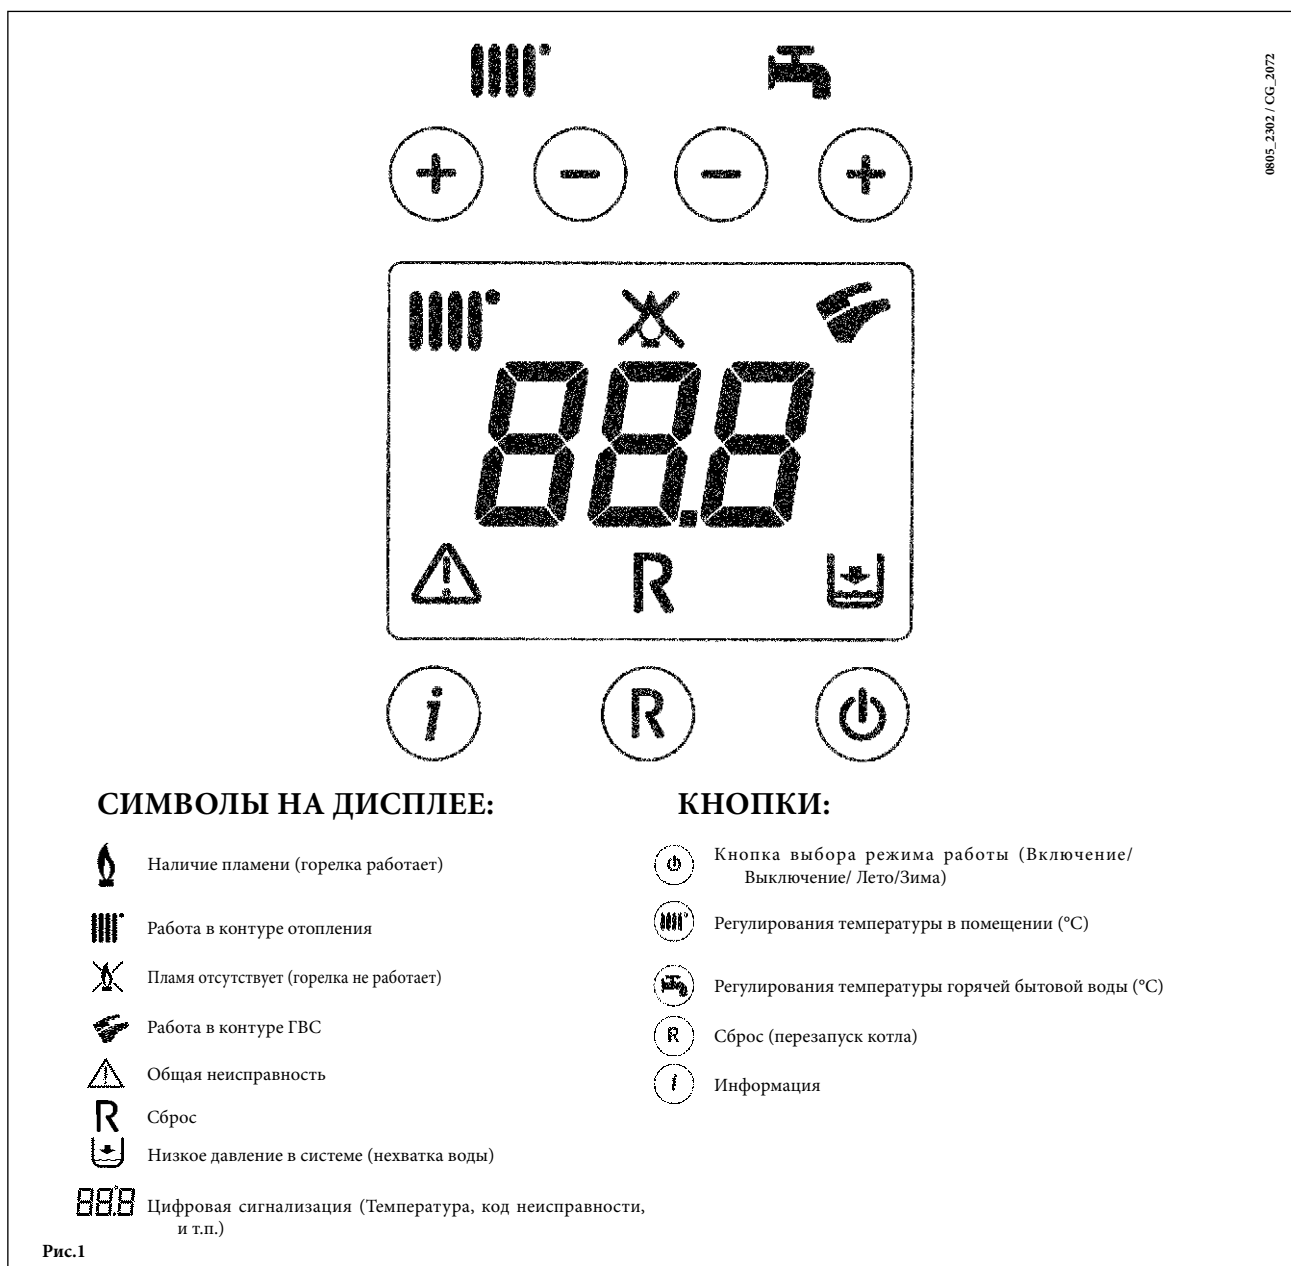 0805_2302 / CG_2072
+ − − +
88.8
R
i R
СИМВОЛЫ НА ДИСПЛЕЕ:
Наличие пламени (горелка работает)
Работа в контуре отопления
Пламя отсутствует (горелка не работает)
Работа в контуре ГВС
Общая неисправность
R Сброс
Низкое давление в системе (нехватка воды)
88.8 Цифровая сигнализация (Температура, код неисправности,
и т.п.)
КНОПКИ:
Кнопка выбора режима работы (Включение/
Выключение/ Лето/Зима)
Регулирования температуры в помещении (°C)
Регулирования температуры горячей бытовой воды (°C)
R Сброс (перезапуск котла)
i Информация
Рис.1